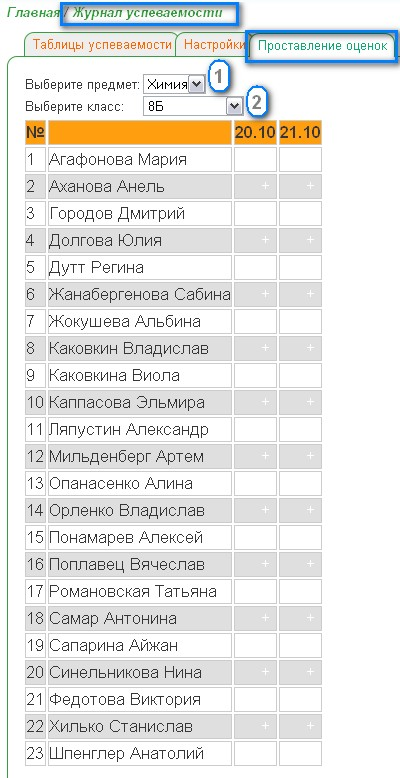 Главная / Журнал успеваемости
Таблицы успеваемости Настройки Проставление оценок
Выберите предмет: Химия 1
Выберите класс: 8Б 2
№ 20.10 21.10
1 Агафонова Мария
2 Аханова Анель + +
3 Городов Дмитрий
4 Долгова Юлия + +
5 Дутт Регина
6 Жанабергенова Сабина + +
7 Жокушева Альбина
8 Каковкин Владислав + +
9 Каковкина Виола
10 Каппасова Эльмира + +
11 Ляпустин Александр
12 Мильденберг Артем + +
13 Опанасенко Алина
14 Орленко Владислав + +
15 Понамарев Алексей
16 Поплавец Вячеслав + +
17 Романовская Татьяна
18 Самар Антонина + +
19 Сапарина Айжан
20 Синельникова Нина + +
21 Федотова Виктория
22 Хилько Станислав + +
23 Шпенглер Анатолий